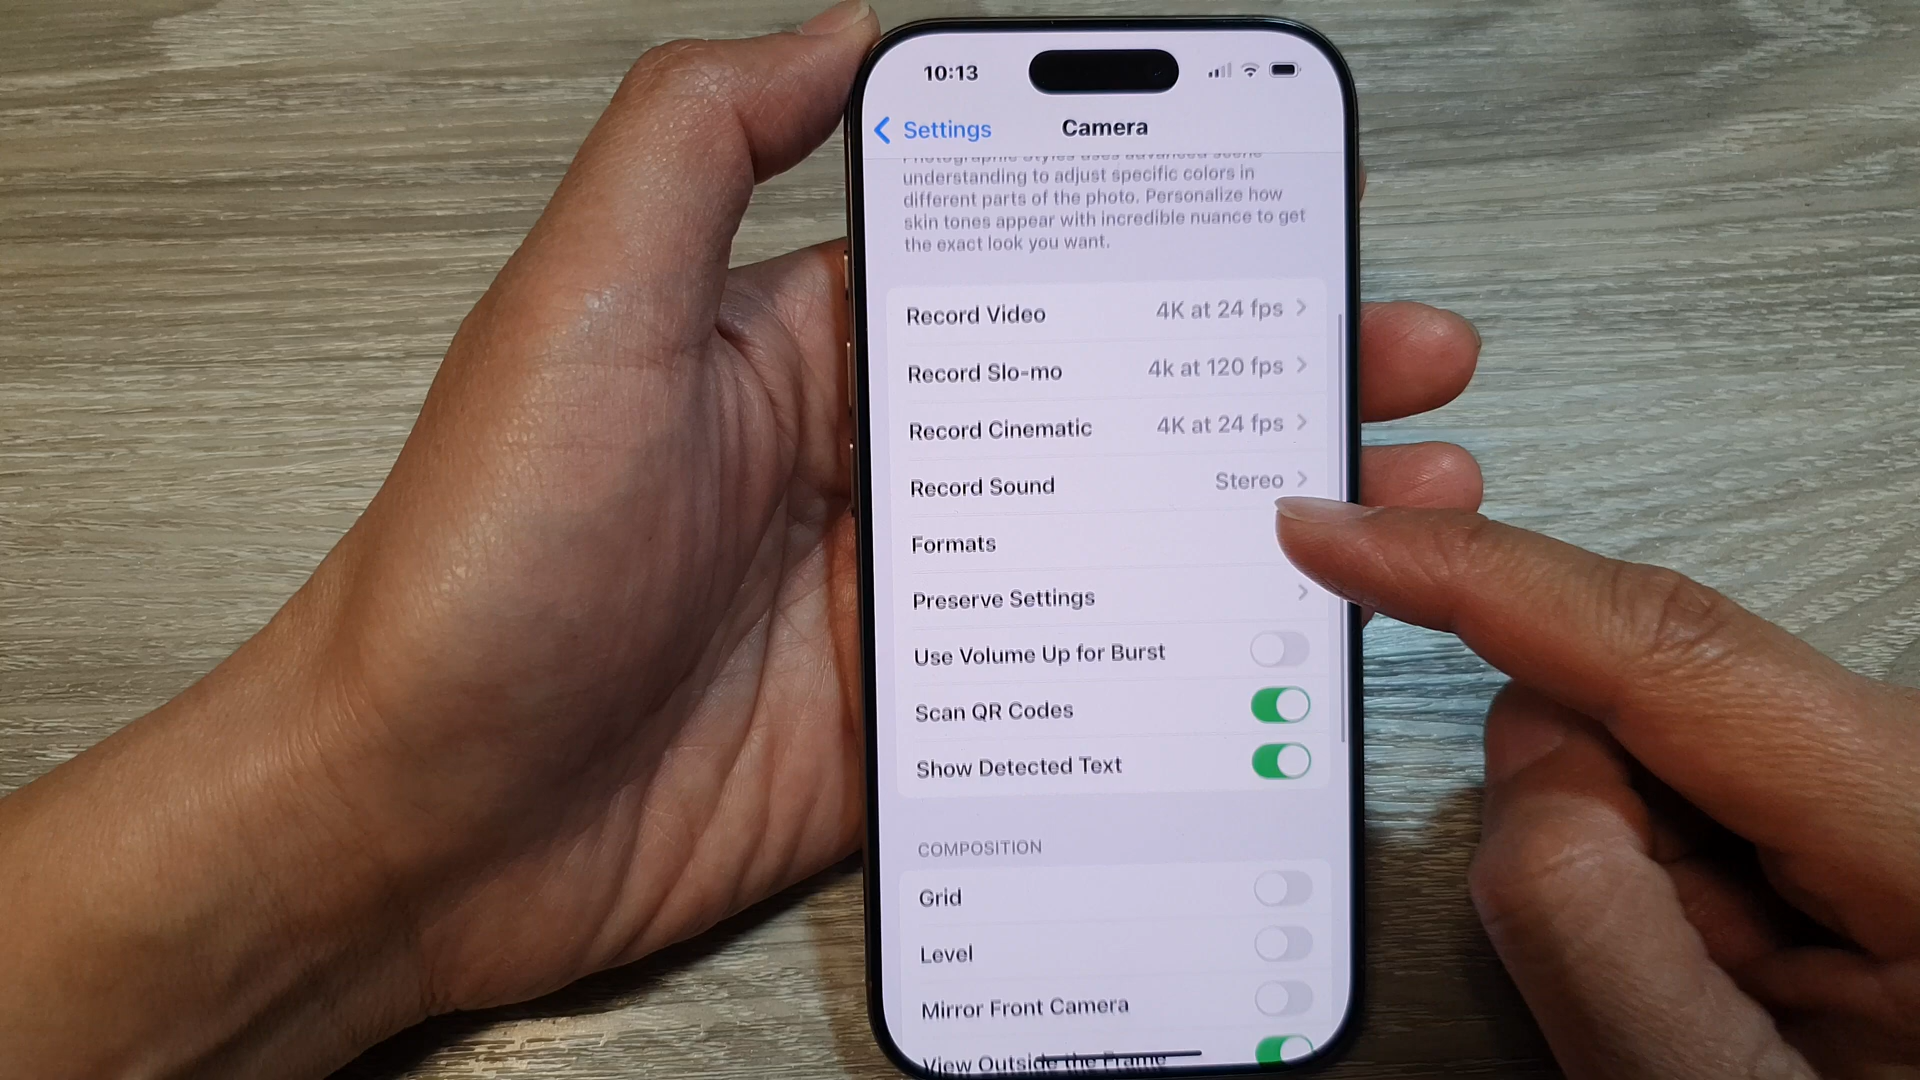 10:13
Settings
Camera
Photographic Styles uses advanced scene
understanding to adjust specific colors in
different parts of the photo. Personalize how
skin tones appear with incredible nuance to get
the exact look you want.
Record Video 4K at 24 fps
Record Slo-mo 4k at 120 fps
Record Cinematic 4K at 24 fps
Record Sound Stereo
Formats
Preserve Settings
Use Volume Up for Burst
Scan QR Codes
Show Detected Text
COMPOSITION
Grid
Level
Mirror Front Camera
View Outside the Frame